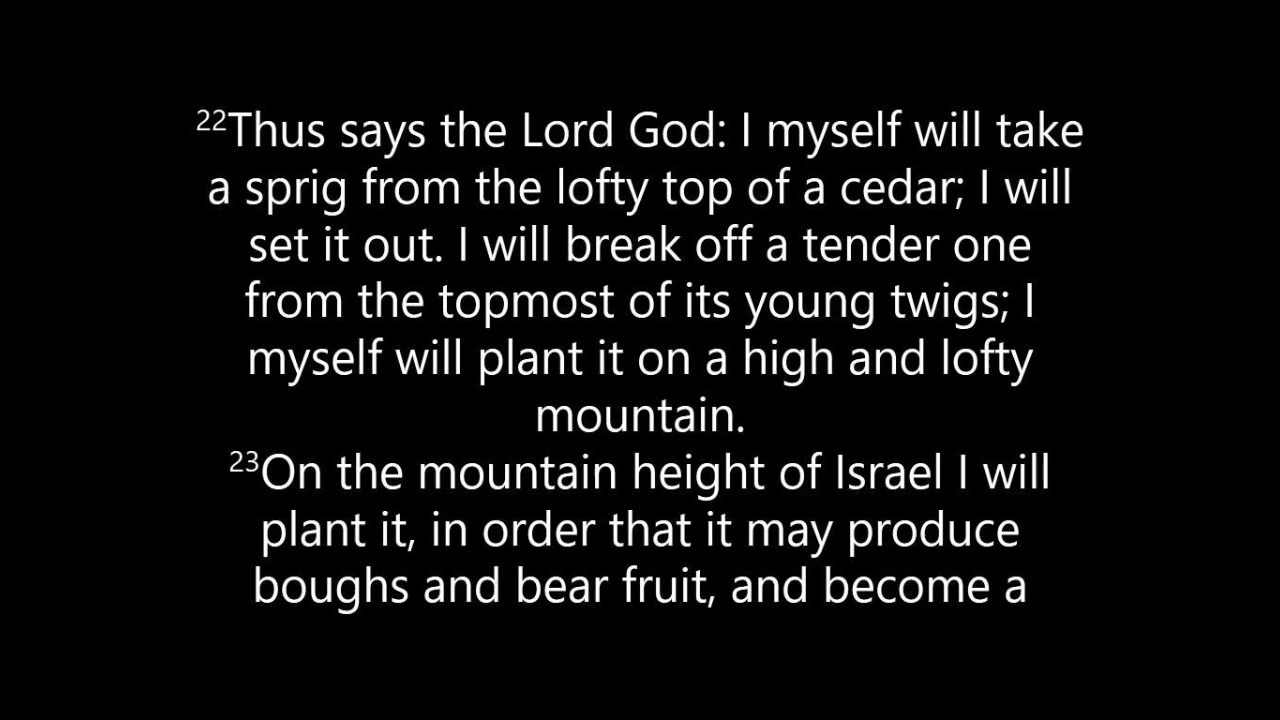 22Thus says the Lord God: I myself will take
a sprig from the lofty top of a cedar; I will
set it out. I will break off a tender one
from the topmost of its young twigs; I
myself will plant it on a high and lofty
mountain.
23On the mountain height of Israel I will
plant it, in order that it may produce
boughs and bear fruit, and become a